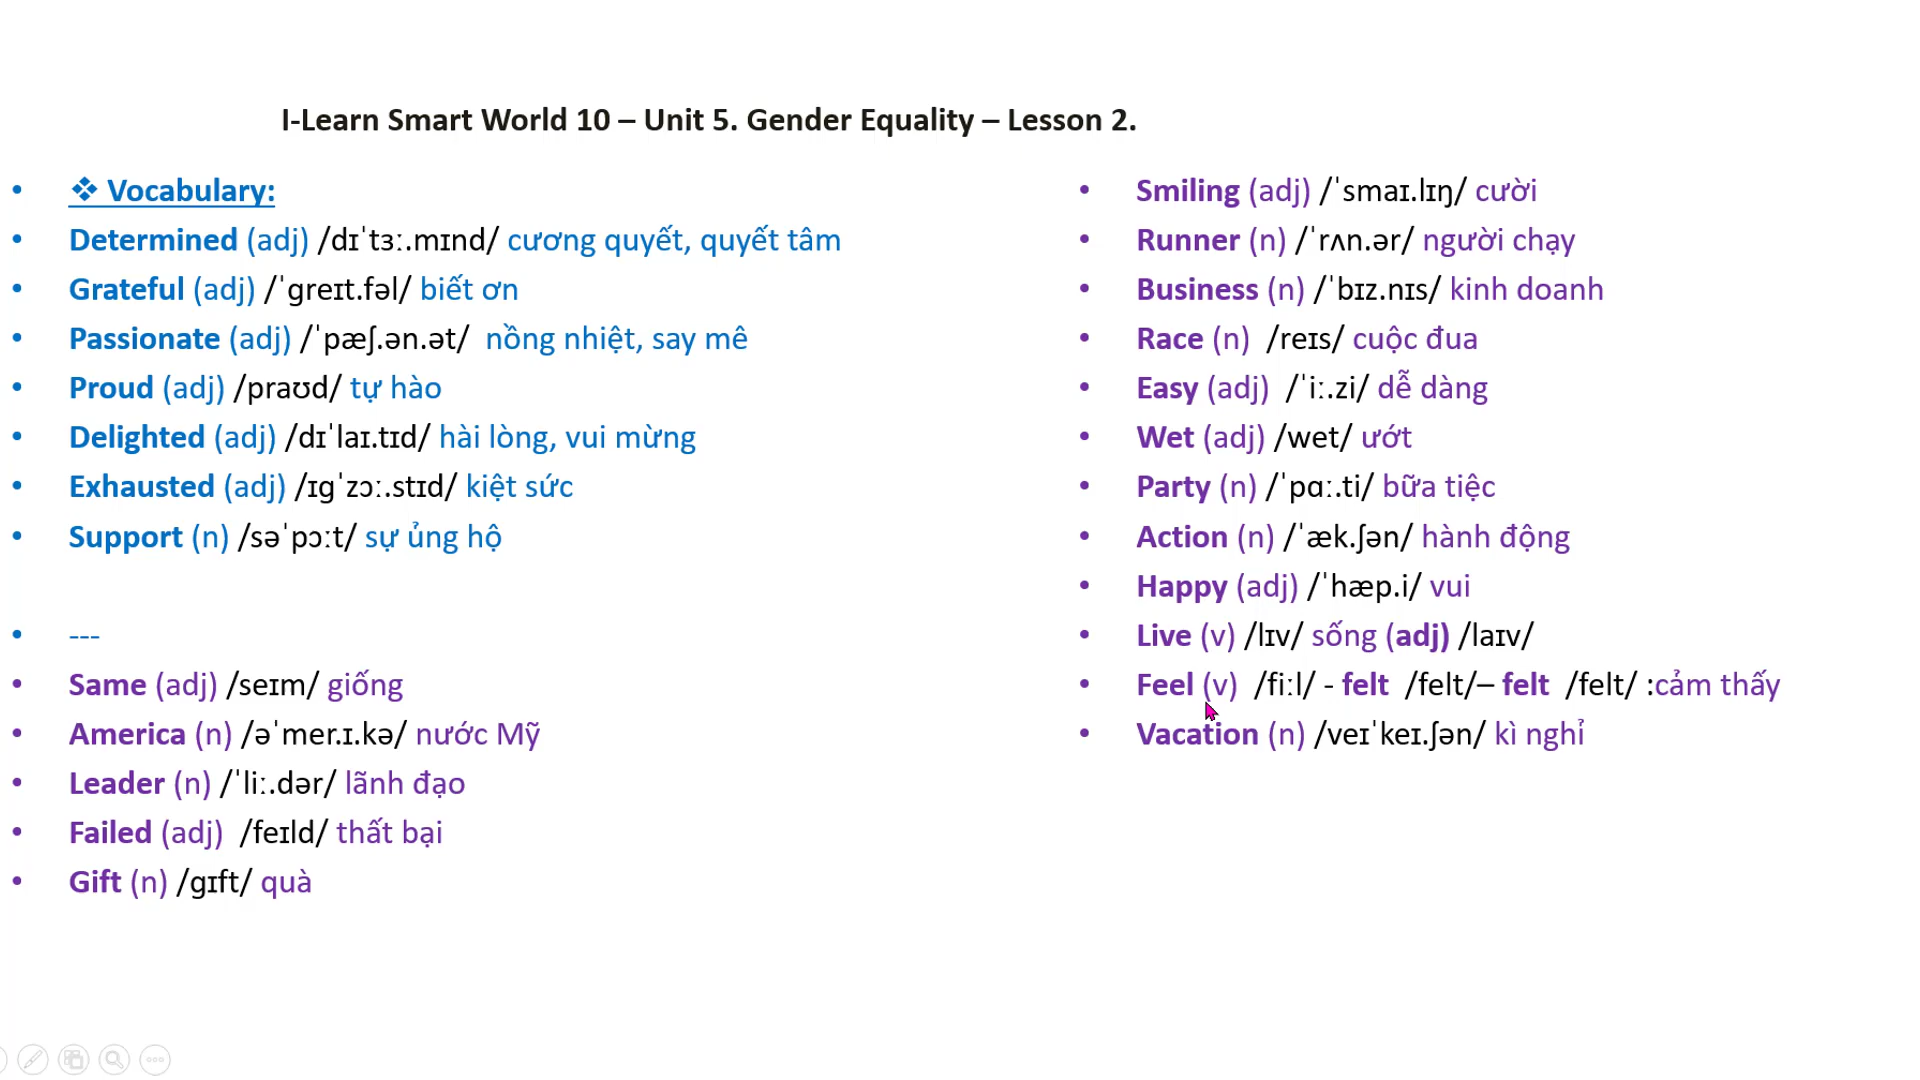 I-Learn Smart World 10 – Unit 5. Gender Equality – Lesson 2.
• ❖ Vocabulary:
• Determined (adj) /dɪˈtɜː.mɪnd/ cương quyết, quyết tâm
• Grateful (adj) /ˈɡreɪt.fəl/ biết ơn
• Passionate (adj) /ˈpæʃ.ən.ət/ nồng nhiệt, say mê
• Proud (adj) /praʊd/ tự hào
• Delighted (adj) /dɪˈlaɪ.tɪd/ hài lòng, vui mừng
• Exhausted (adj) /ɪɡˈzɔː.stɪd/ kiệt sức
• Support (n) /səˈpɔːt/ sự ủng hộ
• ---
• Same (adj) /seɪm/ giống
• America (n) /əˈmer.ɪ.kə/ nước Mỹ
• Leader (n) /ˈliː.dər/ lãnh đạo
• Failed (adj) /feɪld/ thất bại
• Gift (n) /ɡɪft/ quà
• Smiling (adj) /ˈsmaɪ.lɪŋ/ cười
• Runner (n) /ˈrʌn.ər/ người chạy
• Business (n) /ˈbɪz.nɪs/ kinh doanh
• Race (n) /reɪs/ cuộc đua
• Easy (adj) /ˈiː.zi/ dễ dàng
• Wet (adj) /wet/ ướt
• Party (n) /ˈpɑː.ti/ bữa tiệc
• Action (n) /ˈæk.ʃən/ hành động
• Happy (adj) /ˈhæp.i/ vui
• Live (v) /lɪv/ sống (adj) /laɪv/
• Feel (v) /fiːl/ - felt /felt/– felt /felt/ :cảm thấy
• Vacation (n) /veɪˈkeɪ.ʃən/ kì nghỉ